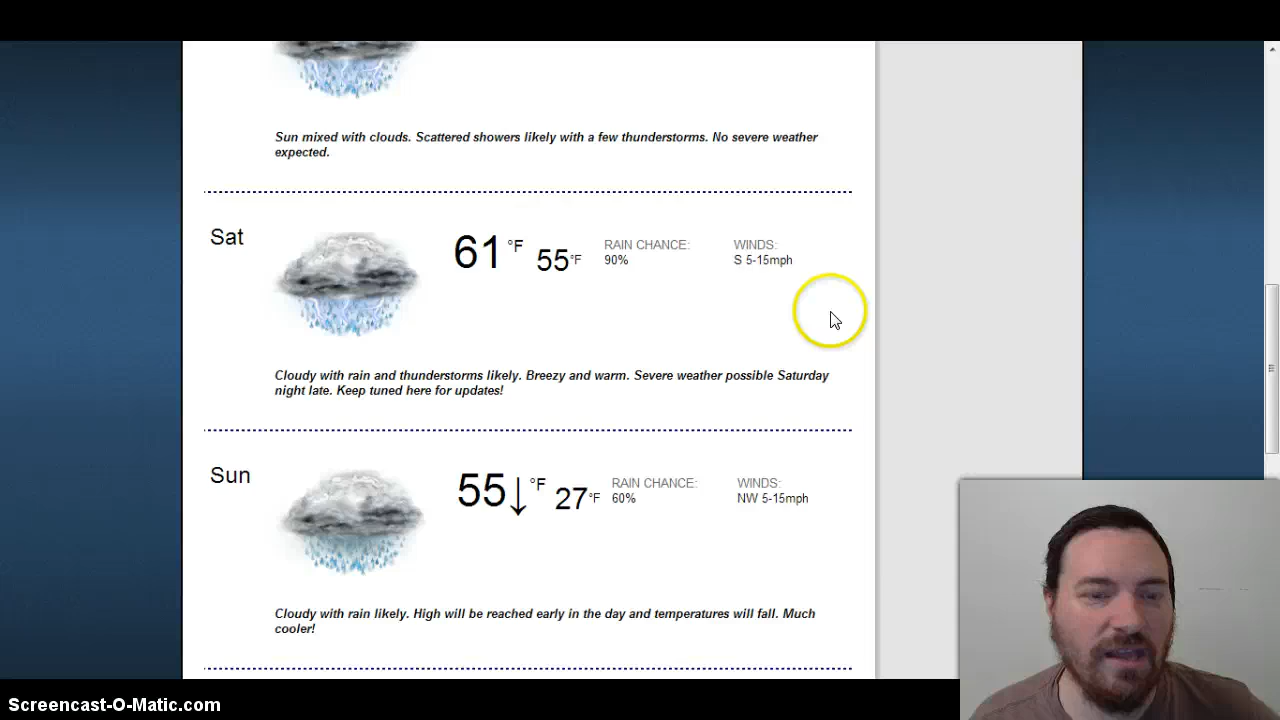 Sun mixed with clouds. Scattered showers likely with a few thunderstorms. No severe weather
expected.
Sat
61 °F 55°F
RAIN CHANCE:
90%
WINDS:
S 5-15mph
Cloudy with rain and thunderstorms likely. Breezy and warm. Severe weather possible Saturday
night late. Keep tuned here for updates!
Sun
55↓ °F 27°F
RAIN CHANCE:
60%
WINDS:
NW 5-15mph
Cloudy with rain likely. High will be reached early in the day and temperatures will fall. Much
cooler!
Screencast-O-Matic.com